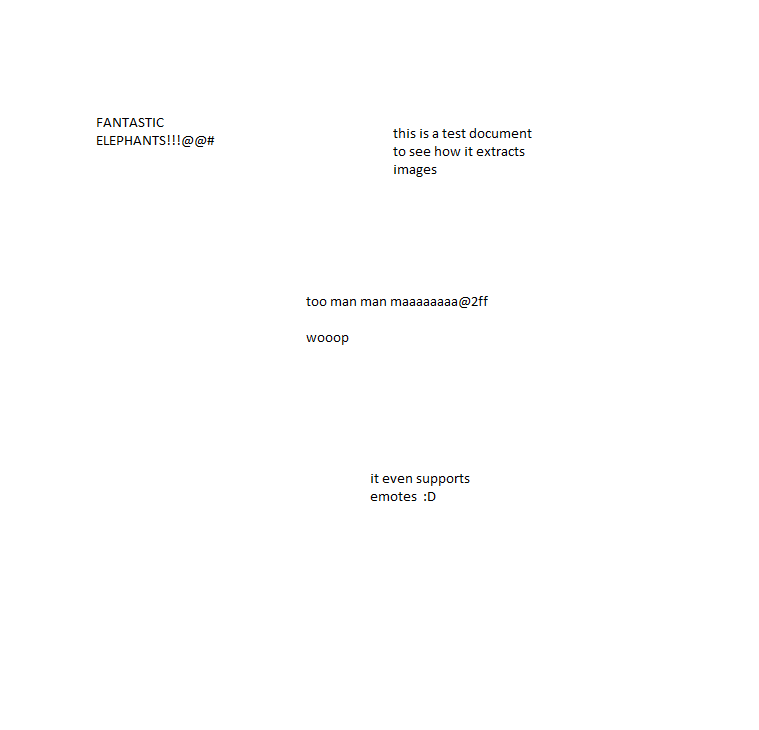 FANTASTIC
ELEPHANTS!!!@@#
this is a test document
to see how it extracts
images
too man man maaaaaaaa@2ff
wooop
it even supports
emotes  :D